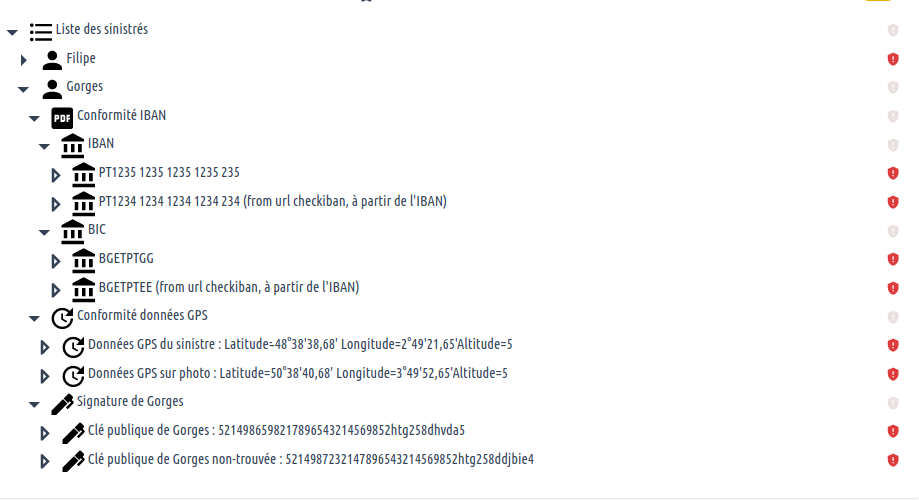 Liste des sinistrés
Filipe
Gorges
PDF Conformité IBAN
IBAN
PT1235 1235 1235 1235 235
PT1234 1234 1234 1234 234 (from url checkiban, à partir de l'IBAN)
BIC
BGETPTGG
BGETPTEE (from url checkiban, à partir de l'IBAN)
Conformité données GPS
Données GPS du sinistre : Latitude=48°38'38,68' Longitude=2°49'21,65'Altitude=5
Données GPS sur photo : Latitude=50°38'40,68' Longitude=3°49'52,65'Altitude=5
Signature de Gorges
Clé publique de Gorges : 5214986598217896543214569852htg258dhvda5
Clé publique de Gorges non-trouvée : 5214987232147896543214569852htg258ddjbie4